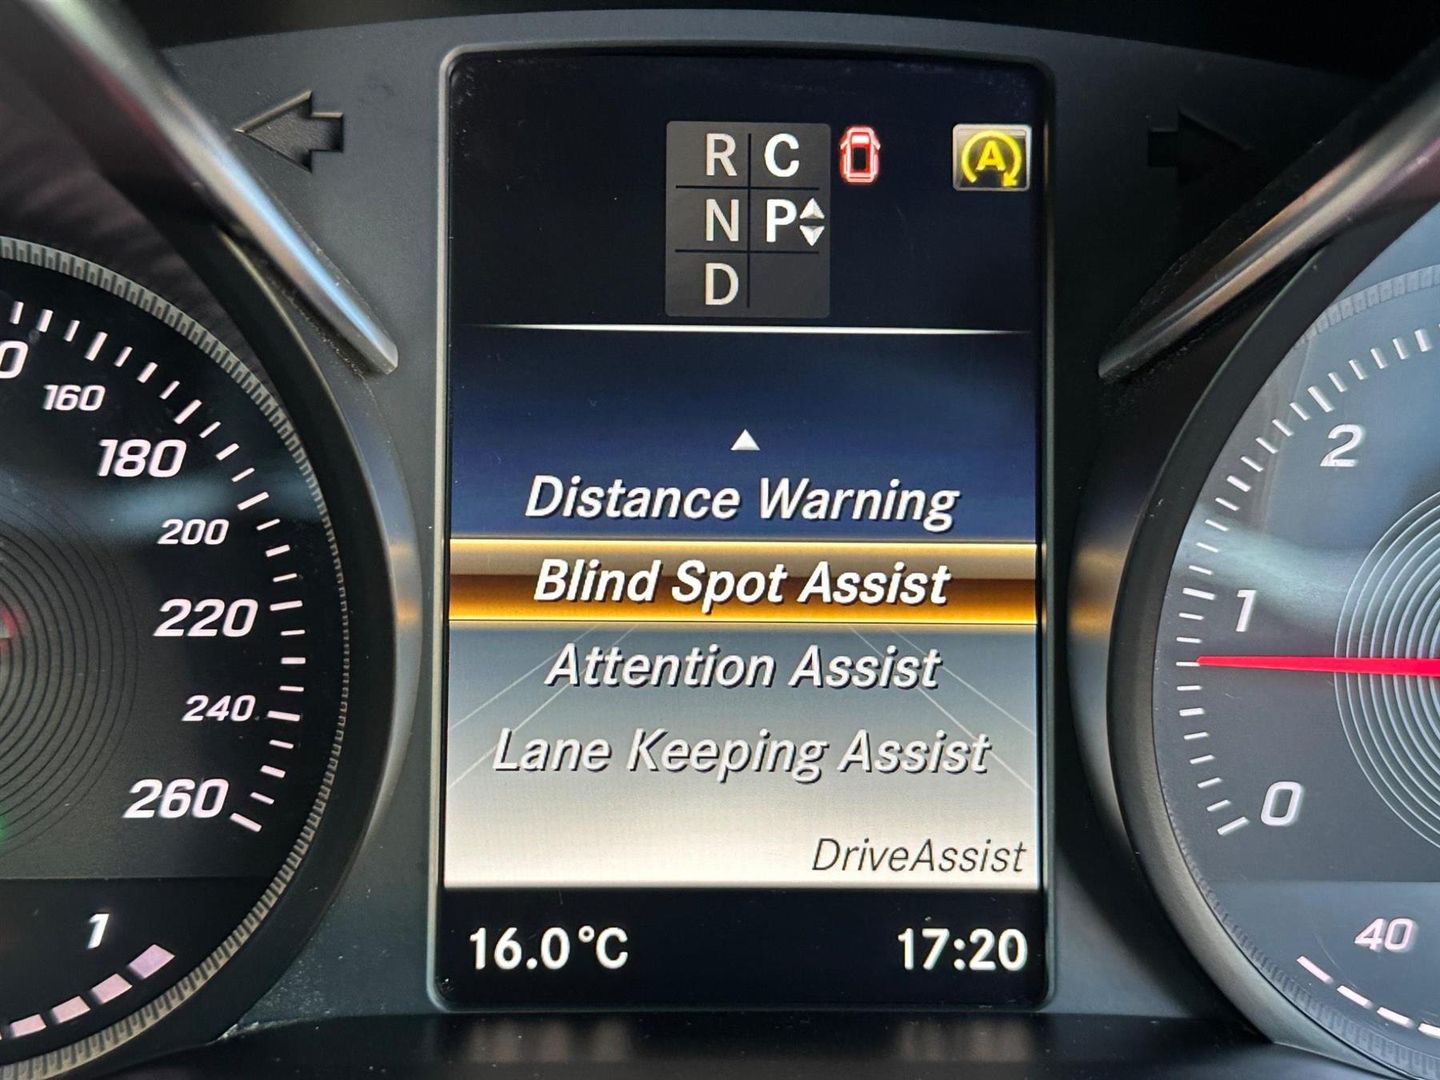 R C
A
N P
D
160
180
200
220
240
260
1
Distance Warning
Blind Spot Assist
Attention Assist
Lane Keeping Assist
DriveAssist
16.0°C 17:20
2
1
0
40